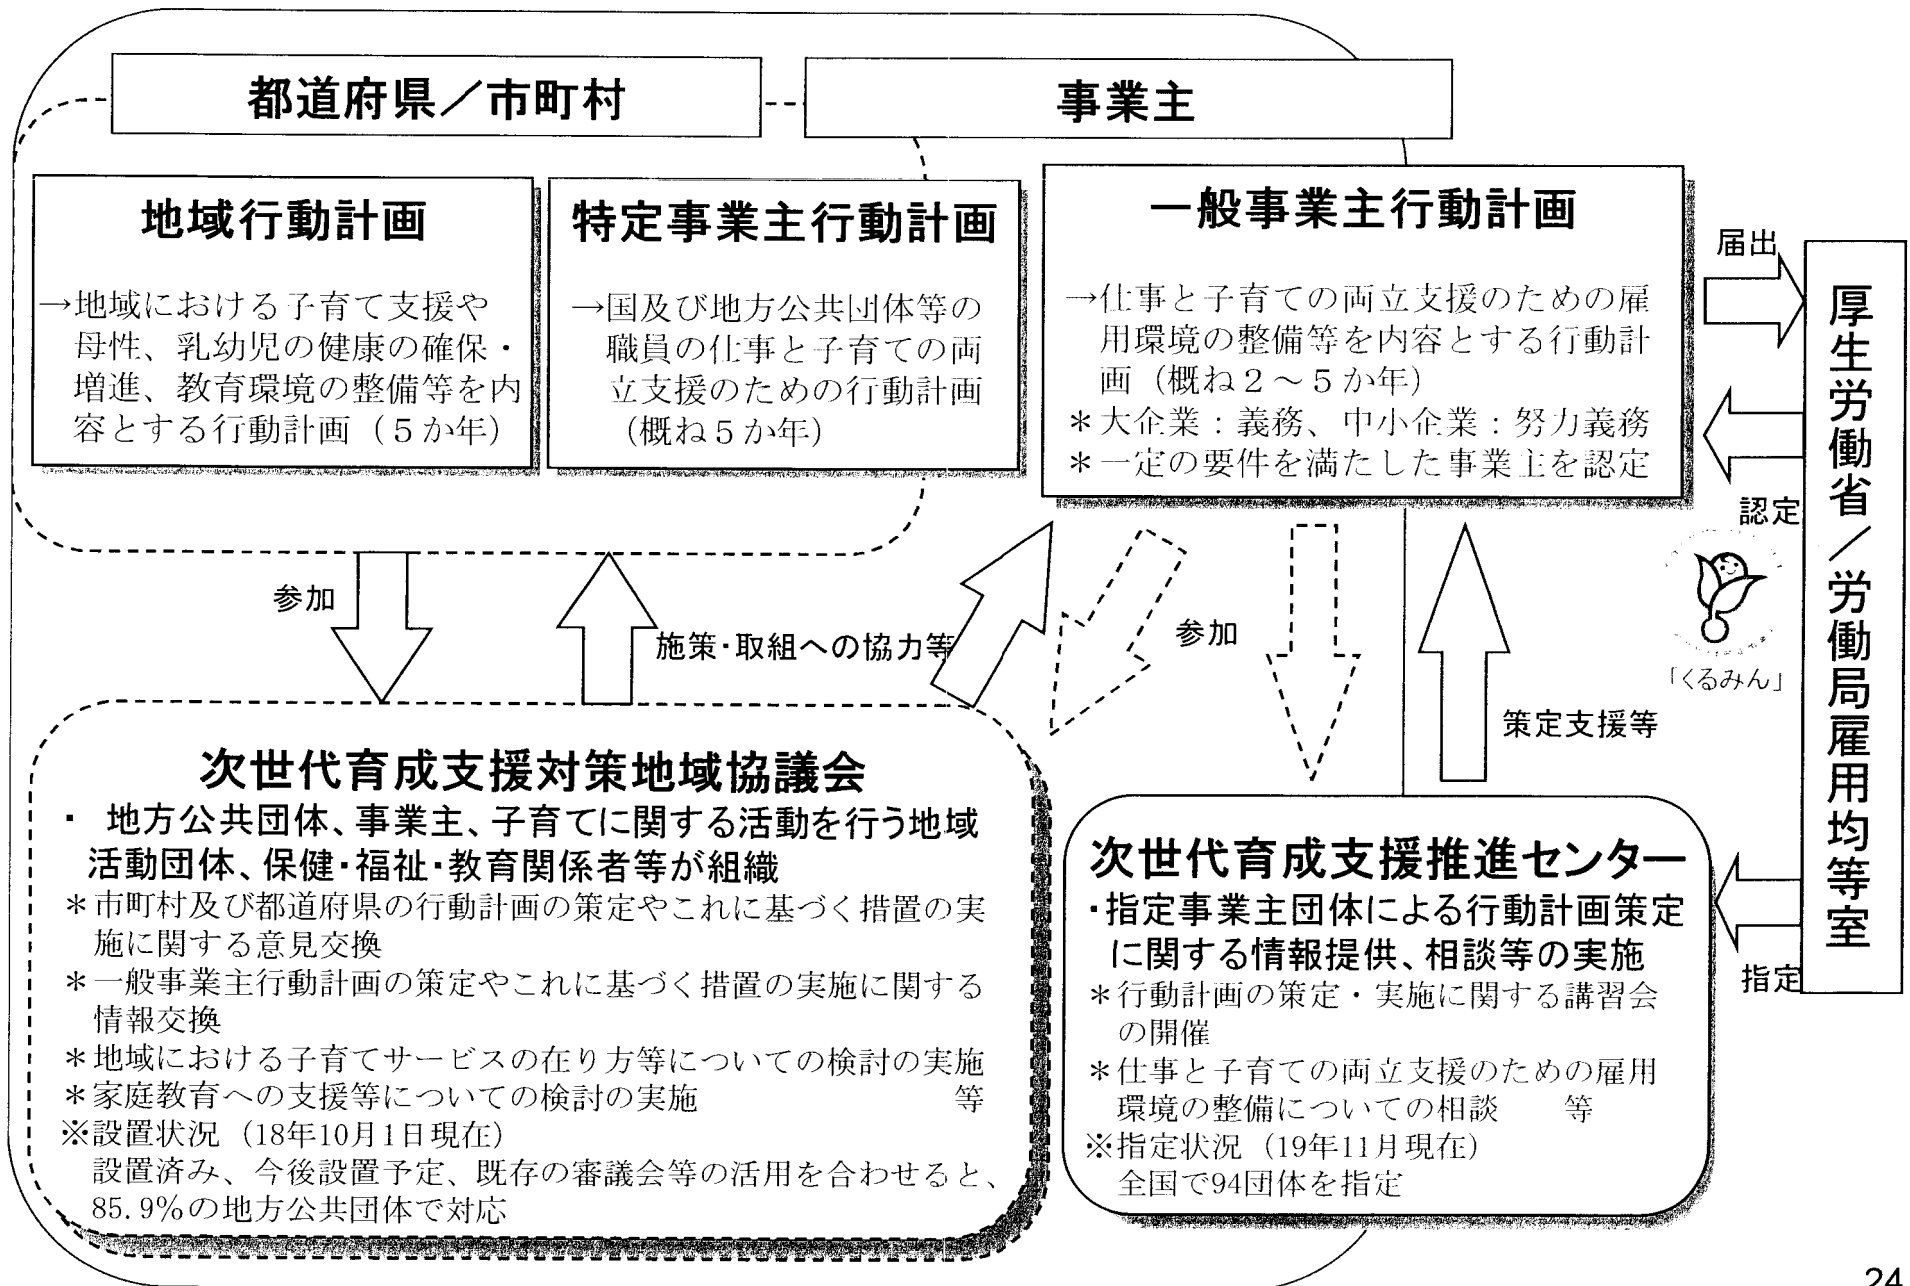 都道府県／市町村
事業主
地域行動計画
→地域における子育て支援や
母性、乳幼児の健康の確保・
増進、教育環境の整備等を内
容とする行動計画（５か年）
特定事業主行動計画
→国及び地方公共団体等の
職員の仕事と子育ての両
立支援のための行動計画
（概ね５か年）
一般事業主行動計画
→仕事と子育ての両立支援のための雇
用環境の整備等を内容とする行動計
画（概ね２～５か年）
＊大企業：義務、中小企業：努力義務
＊一定の要件を満たした事業主を認定
届出
認定
「くるみん」
厚生労働省／労働局雇用均等室
参加
施策・取組への協力等
参加
策定支援等
指定
次世代育成支援対策地域協議会
・ 地方公共団体、事業主、子育てに関する活動を行う地域
活動団体、保健・福祉・教育関係者等が組織
＊市町村及び都道府県の行動計画の策定やこれに基づく措置の実
施に関する意見交換
＊一般事業主行動計画の策定やこれに基づく措置の実施に関する
情報交換
＊地域における子育てサービスの在り方等についての検討の実施
＊家庭教育への支援等についての検討の実施 等
※設置状況（18年10月1日現在）
設置済み、今後設置予定、既存の審議会等の活用を合わせると、
85.9％の地方公共団体で対応
次世代育成支援推進センター
・指定事業主団体による行動計画策定
に関する情報提供、相談等の実施
＊行動計画の策定・実施に関する講習会
の開催
＊仕事と子育ての両立支援のための雇用
環境の整備についての相談 等
※指定状況（19年11月現在）
全国で94団体を指定
24